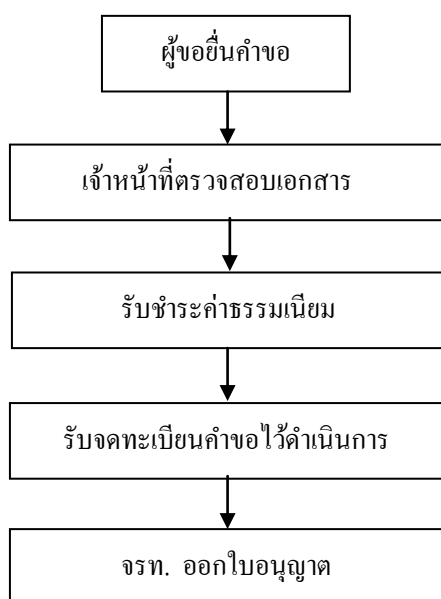 ผู้ขอยื่นคำขอ
เจ้าหน้าที่ตรวจสอบเอกสาร
รับชำระค่าธรรมเนียม
รับจดทะเบียนคำขอไว้ดำเนินการ
จรท. ออกใบอนุญาต